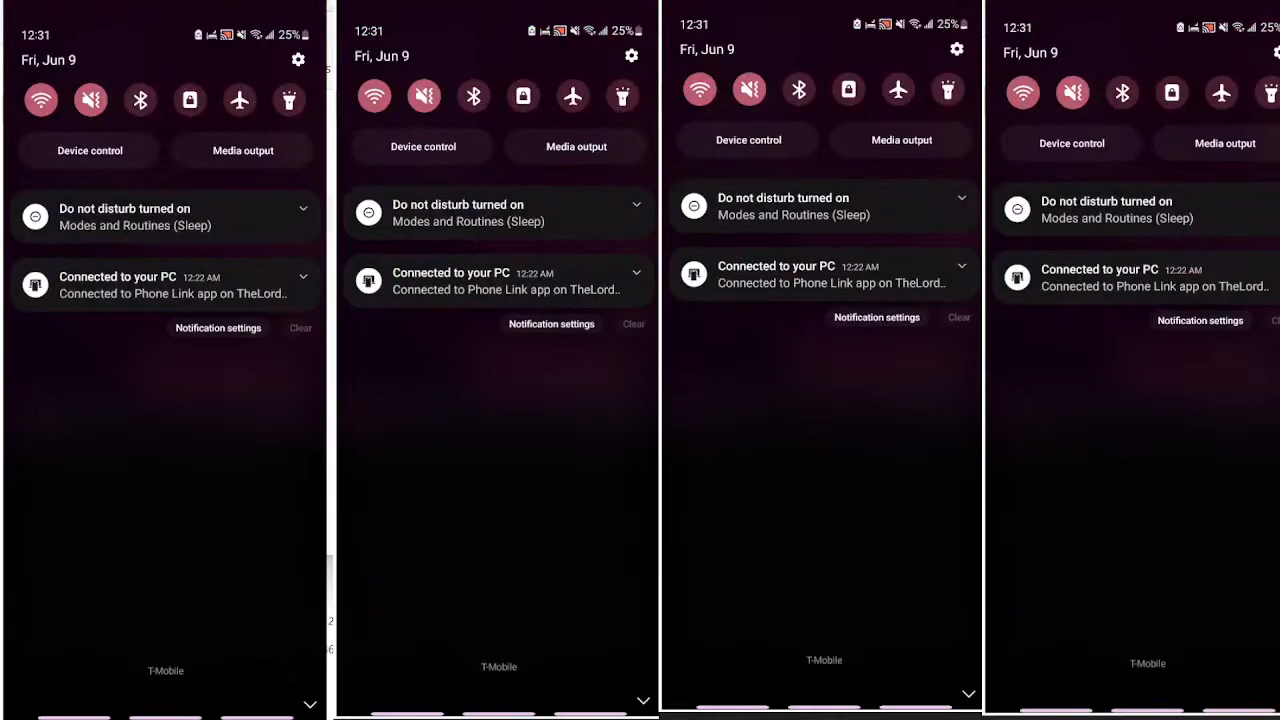 12:31
25%
Fri, Jun 9
Device control
Media output
Do not disturb turned on
Modes and Routines (Sleep)
Connected to your PC 12:22 AM
Connected to Phone Link app on TheLord..
Notification settings
Clear
T-Mobile
5
2
6
12:31
25%
Fri, Jun 9
Device control
Media output
Do not disturb turned on
Modes and Routines (Sleep)
Connected to your PC 12:22 AM
Connected to Phone Link app on TheLord..
Notification settings
Clear
T-Mobile
12:31
25%
Fri, Jun 9
Device control
Media output
Do not disturb turned on
Modes and Routines (Sleep)
Connected to your PC 12:22 AM
Connected to Phone Link app on TheLord..
Notification settings
Clear
T-Mobile
12:31
25%
Fri, Jun 9
Device control
Media output
Do not disturb turned on
Modes and Routines (Sleep)
Connected to your PC 12:22 AM
Connected to Phone Link app on TheLord..
Notification settings
T-Mobile